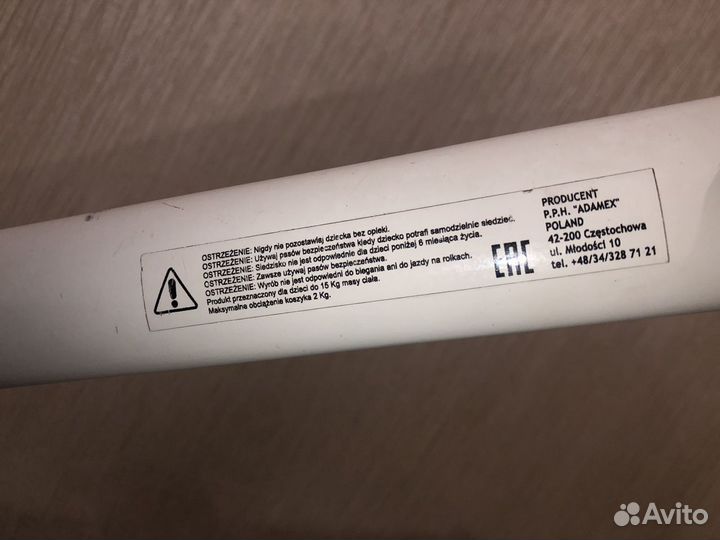 OSTRZEŻENIE: Nigdy nie pozostawiaj dziecka bez opieki.
OSTRZEŻENIE: Używaj pasów bezpieczeństwa kiedy dziecko potrafi samodzielnie siedzieć.
OSTRZEŻENIE: Siedzisko nie jest odpowiednie dla dzieci poniżej 6 miesiąca życia.
OSTRZEŻENIE: Zawsze używaj pasów bezpieczeństwa.
OSTRZEŻENIE: Wyrób nie jest odpowiedni do biegania ani do jazdy na rolkach.
Produkt przeznaczony dla dzieci do 15 Kg masy ciała.
Maksymalne obciążenie koszyka 2 Kg.
EAC
PRODUCENT
P.P.H. "ADAMEX"
POLAND
42-200 Częstochowa
ul. Młodości 10
tel. +48/34/328 71 21
Avito